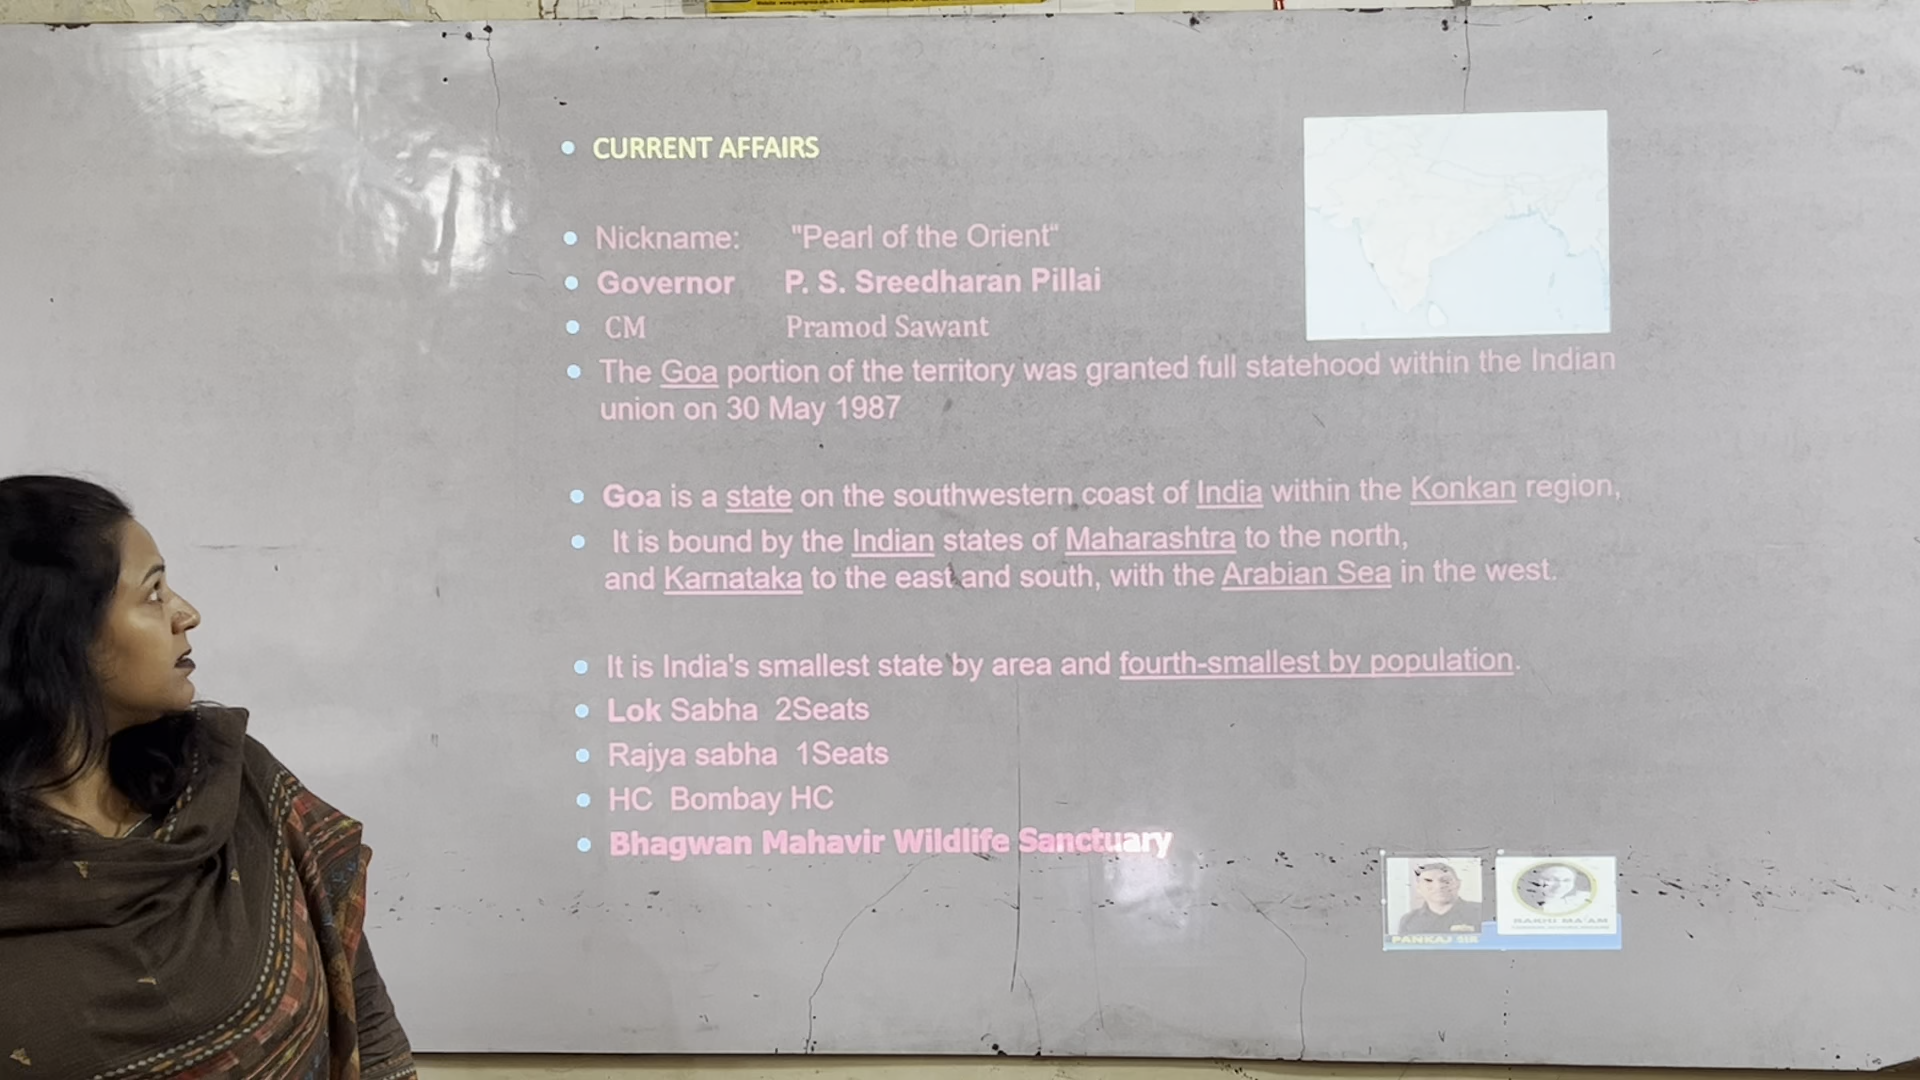 CURRENT AFFAIRS
Nickname: "Pearl of the Orient“
Governor P. S. Sreedharan Pillai
CM Pramod Sawant
The Goa portion of the territory was granted full statehood within the Indian
union on 30 May 1987
Goa is a state on the southwestern coast of India within the Konkan region,
It is bound by the Indian states of Maharashtra to the north,
and Karnataka to the east and south, with the Arabian Sea in the west.
It is India's smallest state by area and fourth-smallest by population.
Lok Sabha 2Seats
Rajya sabha 1Seats
HC Bombay HC
Bhagwan Mahavir Wildlife Sanctuary
PANKAJ SIR
RAKHI MA'AM